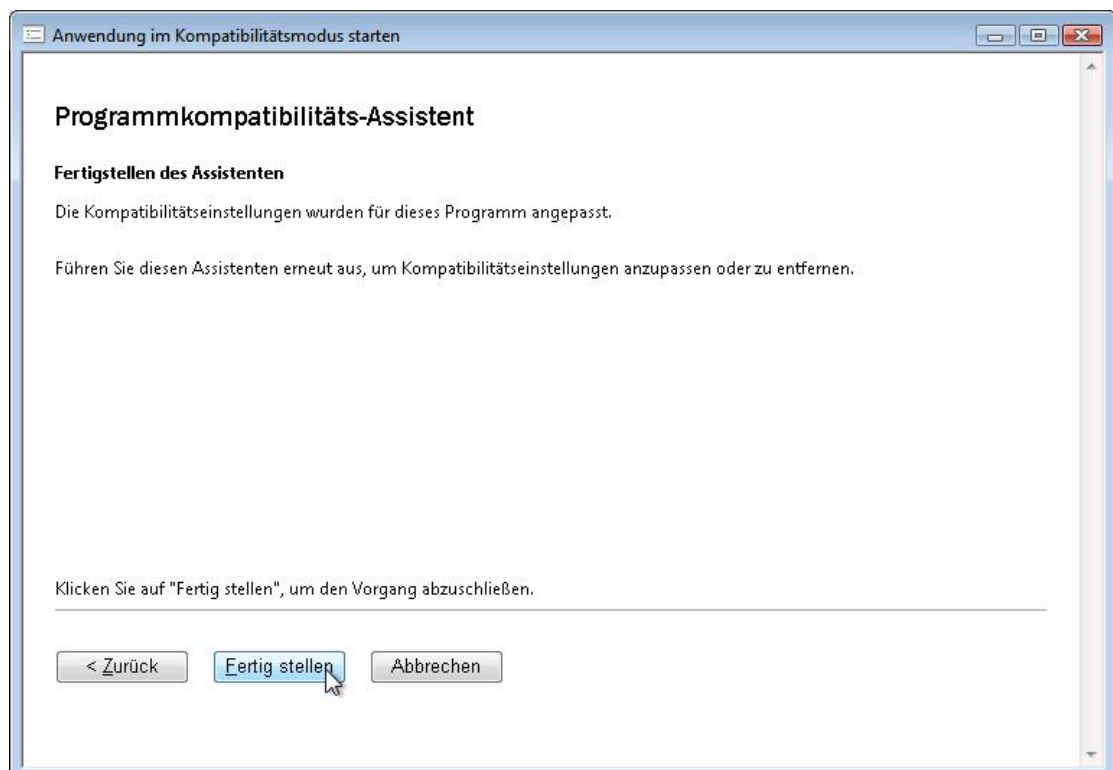 Anwendung im Kompatibilitätsmodus starten
Programmkompatibilitäts-Assistent
Fertigstellen des Assistenten
Die Kompatibilitätseinstellungen wurden für dieses Programm angepasst.
Führen Sie diesen Assistenten erneut aus, um Kompatibilitätseinstellungen anzupassen oder zu entfernen.
Klicken Sie auf "Fertig stellen", um den Vorgang abzuschließen.
< Zurück Fertig stellen Abbrechen